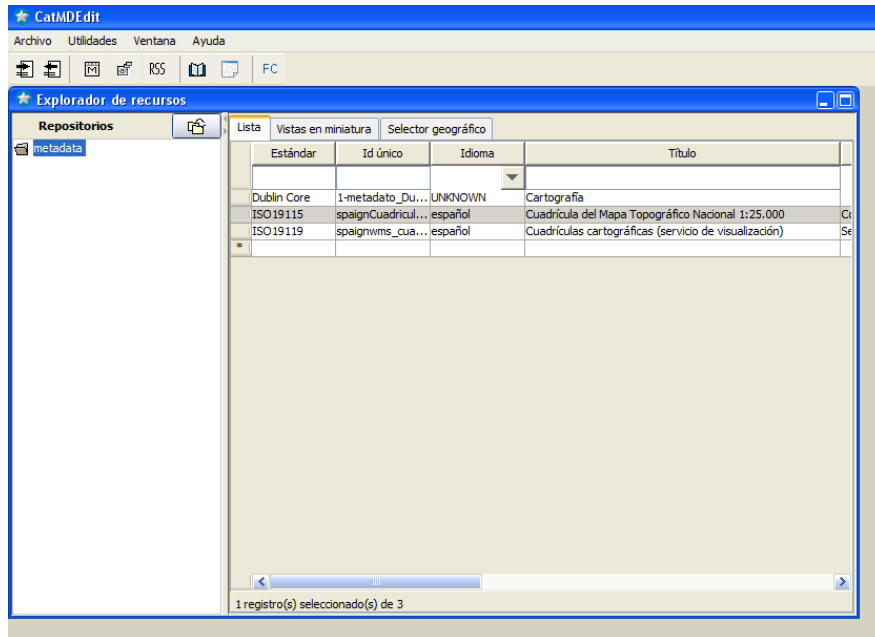 CatMDEdit
Archivo Utilidades Ventana Ayuda
RSS FC
Explorador de recursos
Repositorios
metadata
Lista Vistas en miniatura Selector geográfico
Estándar Id único Idioma Título
Dublin Core 1-metadato_Du... UNKNOWN Cartografía
ISO19115 spaignCuadricul... español Cuadrícula del Mapa Topográfico Nacional 1:25.000
ISO19119 spaignwms_cua... español Cuadrículas cartográficas (servicio de visualización) Se
*
1 registro(s) seleccionado(s) de 3